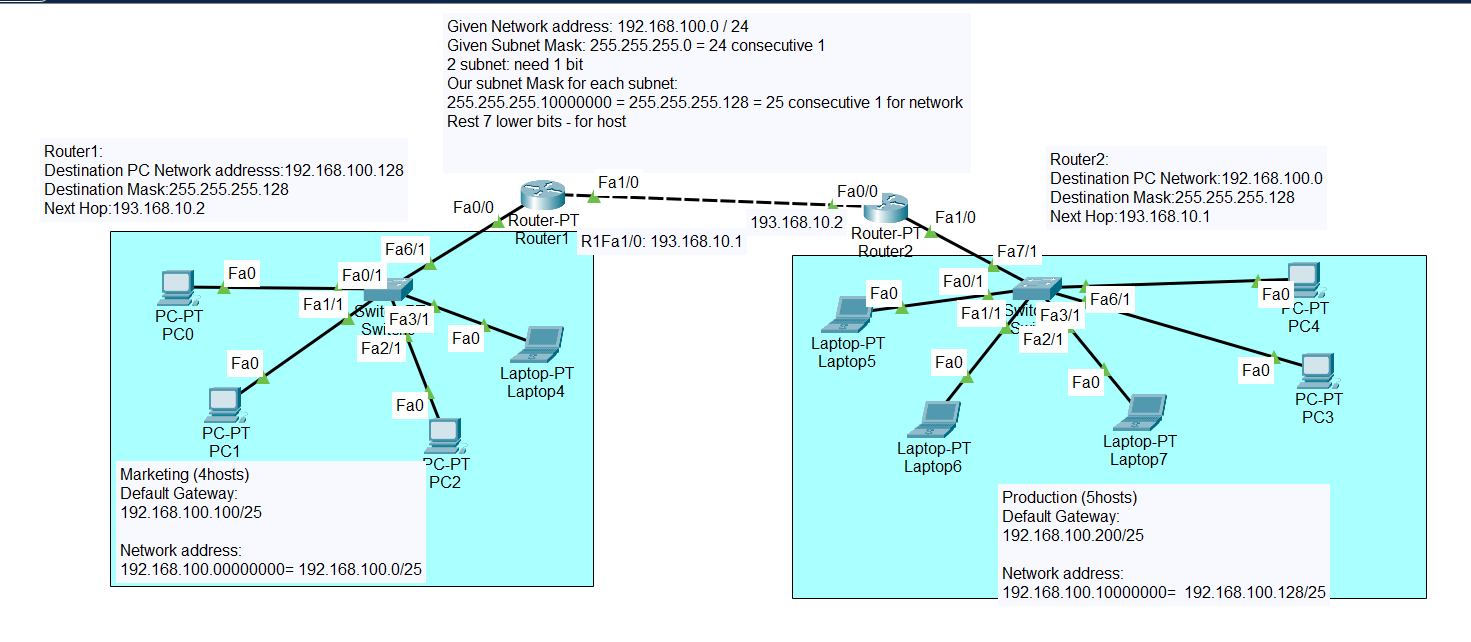 Given Network address: 192.168.100.0 / 24
Given Subnet Mask: 255.255.255.0 = 24 consecutive 1
2 subnet: need 1 bit
Our subnet Mask for each subnet:
255.255.255.10000000 = 255.255.255.128 = 25 consecutive 1 for network
Rest 7 lower bits - for host
Router1:
Destination PC Network addresss:192.168.100.128
Destination Mask:255.255.255.128
Next Hop:193.168.10.2
Router2:
Destination PC Network:192.168.100.0
Destination Mask:255.255.255.128
Next Hop:193.168.10.1
Fa1/0
Fa0/0
Router-PT
Router1
R1Fa1/0: 193.168.10.1
193.168.10.2
Fa0/0
Router-PT
Router2
Fa1/0
Fa6/1
Fa0/1
Fa1/1
Fa3/1
Fa2/1
Fa0
PC-PT
PC0
Fa0
PC-PT
PC1
Fa0
PC-PT
PC2
Fa0
Laptop-PT
Laptop4
Marketing (4hosts)
Default Gateway:
192.168.100.100/25
Network address:
192.168.100.00000000= 192.168.100.0/25
Fa7/1
Fa0/1
Fa1/1
Fa3/1
Fa2/1
Fa6/1
Fa0
Laptop-PT
Laptop5
Fa0
Laptop-PT
Laptop6
Fa0
Laptop-PT
Laptop7
Fa0
PC-PT
PC4
Fa0
PC-PT
PC3
Production (5hosts)
Default Gateway:
192.168.100.200/25
Network address:
192.168.100.10000000= 192.168.100.128/25